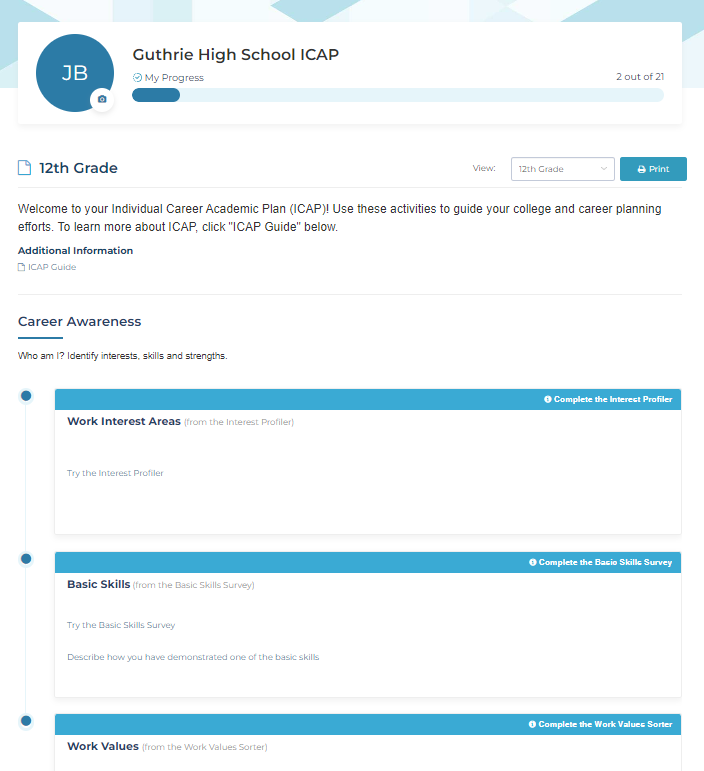 JB
Guthrie High School ICAP
My Progress
2 out of 21
12th Grade
View:
12th Grade
Print
Welcome to your Individual Career Academic Plan (ICAP)! Use these activities to guide your college and career planning
efforts. To learn more about ICAP, click "ICAP Guide" below.
Additional Information
ICAP Guide
Career Awareness
Who am I? Identify interests, skills and strengths.
Complete the Interest Profiler
Work Interest Areas (from the Interest Profiler)
Try the Interest Profiler
Complete the Basic Skills Survey
Basic Skills (from the Basic Skills Survey)
Try the Basic Skills Survey
Describe how you have demonstrated one of the basic skills
Complete the Work Values Sorter
Work Values (from the Work Values Sorter)